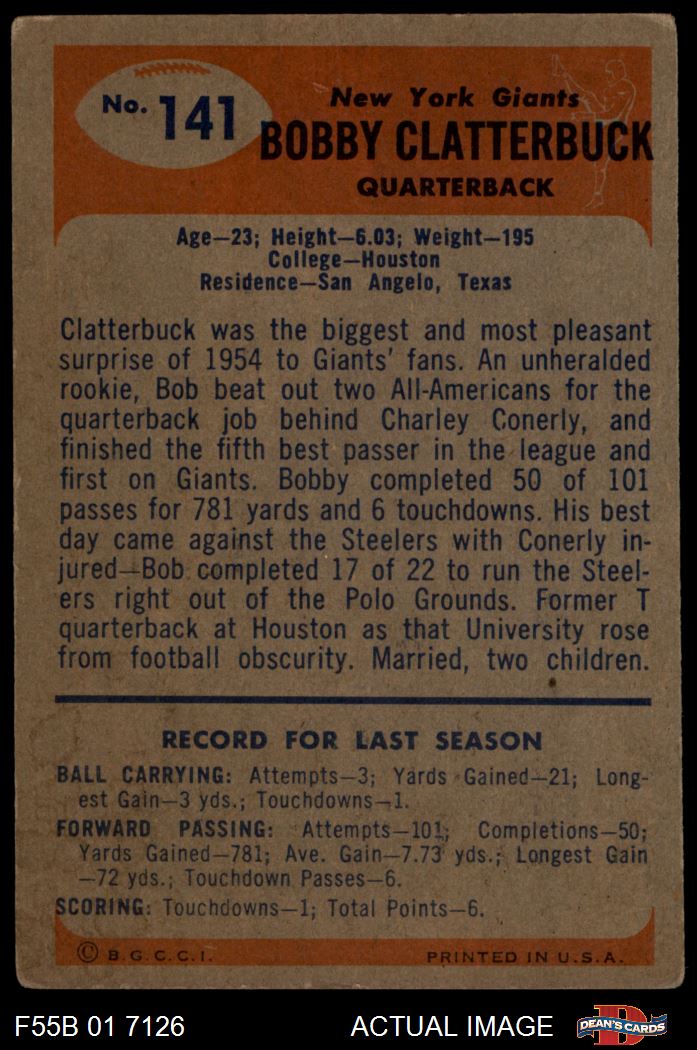 No. 141
New York Giants
BOBBY CLATTERBUCK
QUARTERBACK
Age—23; Height—6.03; Weight—195
College—Houston
Residence—San Angelo, Texas
Clatterbuck was the biggest and most pleasant
surprise of 1954 to Giants' fans. An unheralded
rookie, Bob beat out two All-Americans for the
quarterback job behind Charley Conerly, and
finished the fifth best passer in the league and
first on Giants. Bobby completed 50 of 101
passes for 781 yards and 6 touchdowns. His best
day came against the Steelers with Conerly in-
jured—Bob completed 17 of 22 to run the Steel-
ers right out of the Polo Grounds. Former T
quarterback at Houston as that University rose
from football obscurity. Married, two children.
RECORD FOR LAST SEASON
BALL CARRYING: Attempts—3; Yards Gained—21; Long-
est Gain—3 yds.; Touchdowns—1.
FORWARD PASSING: Attempts—101; Completions—50;
Yards Gained—781; Ave. Gain—7.73 yds.; Longest Gain
—72 yds.; Touchdown Passes—6.
SCORING: Touchdowns—1; Total Points—6.
© B.G.C.C.I. PRINTED IN U.S.A.
F55B 01 7126 ACTUAL IMAGE D DEAN'S CARDS